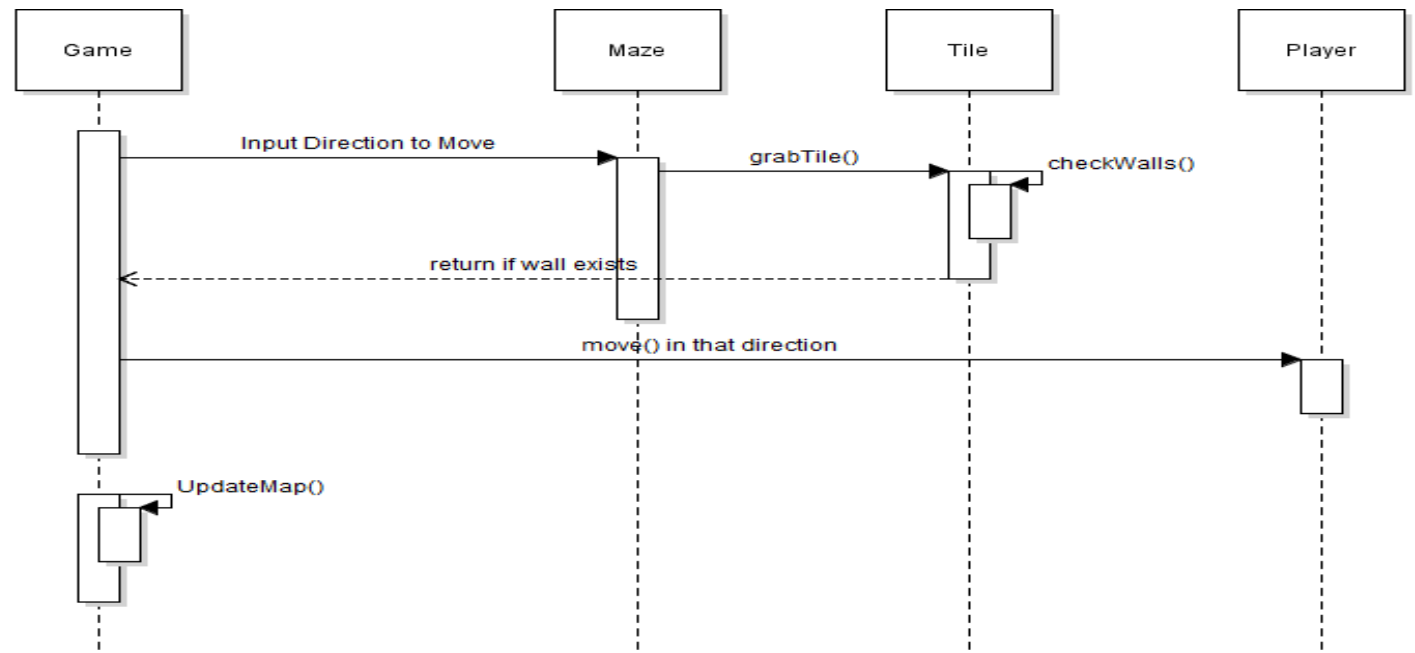 Game
Maze
Tile
Player
Input Direction to Move
grabTile()
checkWalls()
return if wall exists
move() in that direction
UpdateMap()